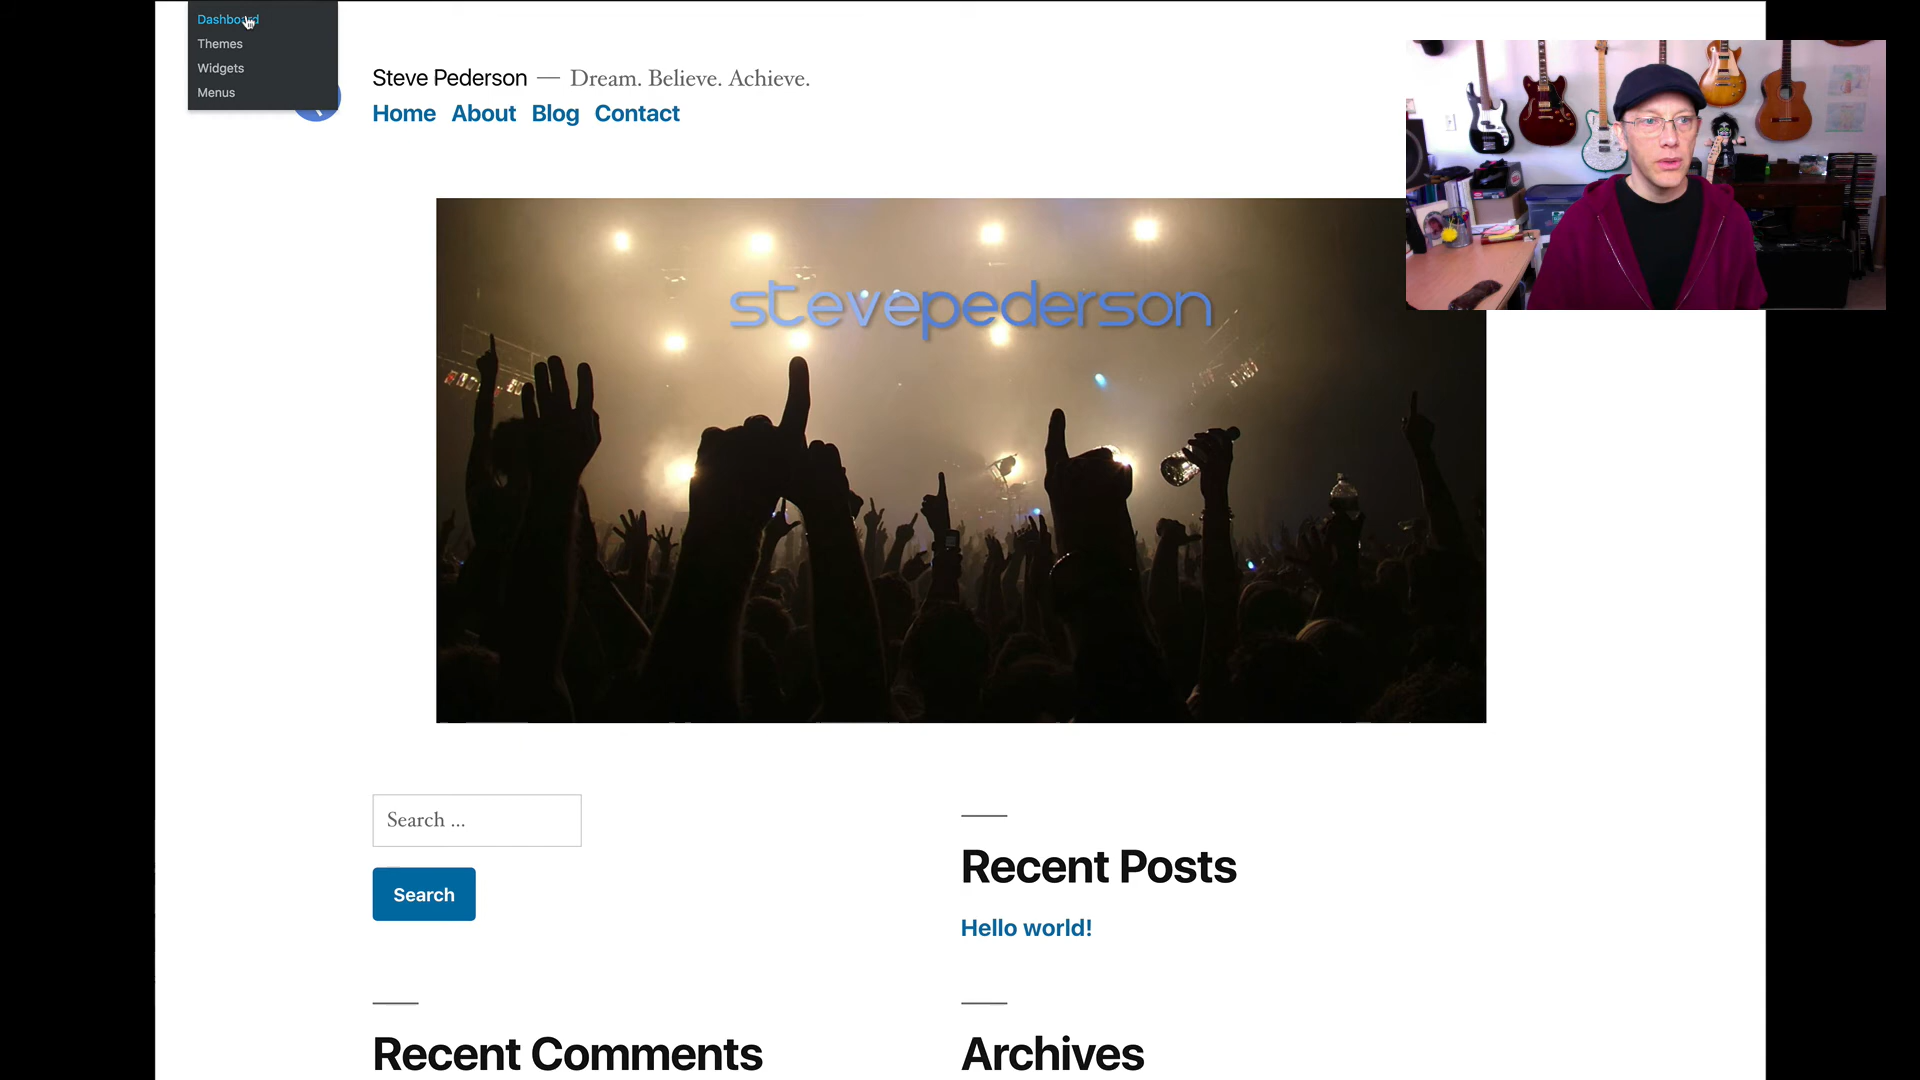 Dashboard
Themes
Widgets
Menus
Steve Pederson — Dream. Believe. Achieve.
Home About Blog Contact
stevepederson
Search ...
Search
Recent Posts
Hello world!
Recent Comments
Archives